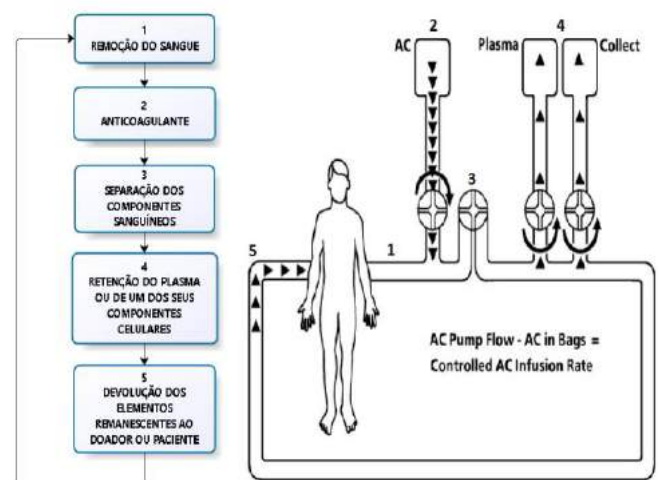 1
REMOÇÃO DO SANGUE
2
ANTICOAGULANTE
3
SEPARAÇÃO DOS
COMPONENTES
SANGUÍNEOS
4
RETENÇÃO DO PLASMA
OU DE UM DOS SEUS
COMPONENTES
CELULARES
5
DEVOLUÇÃO DOS
ELEMENTOS
REMANESCENTES AO
DOADOR OU PACIENTE
2
4
AC
Plasma
Collect
3
5
1
AC Pump Flow - AC in Bags =
Controlled AC Infusion Rate